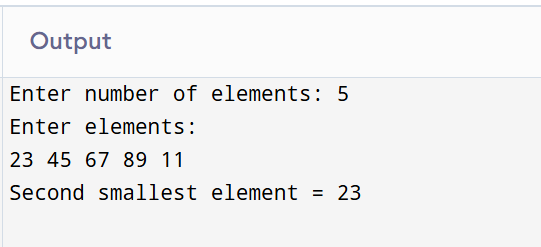 Output
Enter number of elements: 5
Enter elements:
23 45 67 89 11
Second smallest element = 23